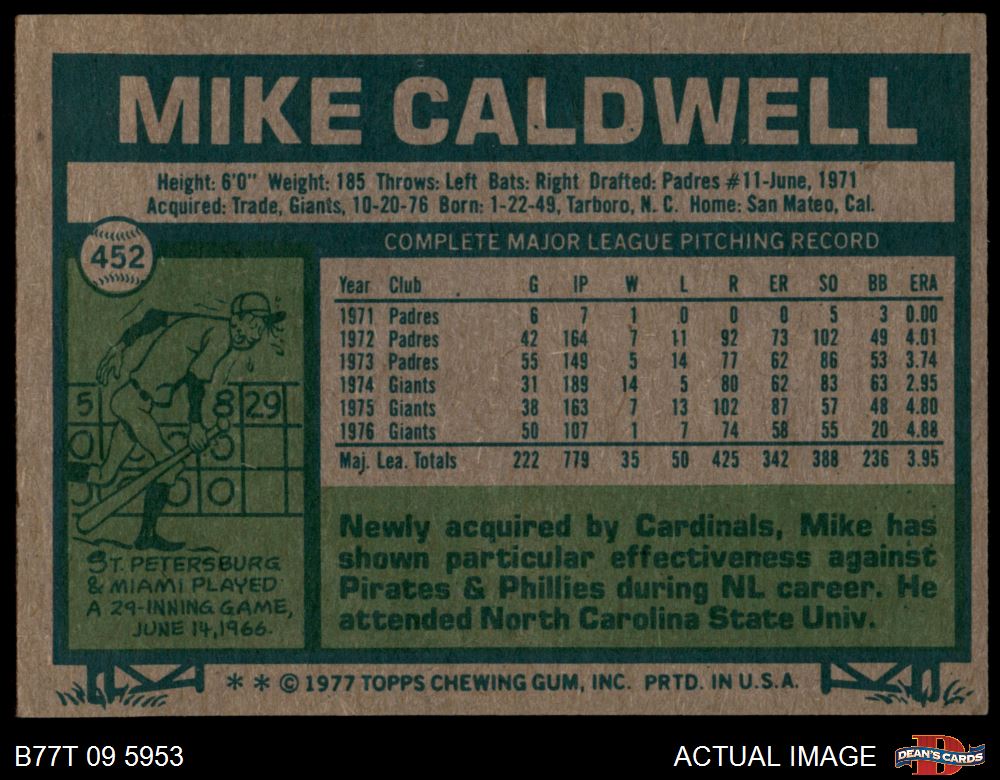 MIKE CALDWELL
Height: 6'0" Weight: 185 Throws: Left Bats: Right Drafted: Padres #11-June, 1971
Acquired: Trade, Giants, 10-20-76 Born: 1-22-49, Tarboro, N. C. Home: San Mateo, Cal.
452
COMPLETE MAJOR LEAGUE PITCHING RECORD
Year Club G IP W L R ER SO BB ERA
1971 Padres 6 7 1 0 0 0 5 3 0.00
1972 Padres 42 164 7 11 92 73 102 49 4.01
1973 Padres 55 149 5 14 77 62 86 53 3.74
1974 Giants 31 189 14 5 80 62 83 63 2.95
1975 Giants 38 163 7 13 102 87 57 48 4.80
1976 Giants 50 107 1 7 74 58 55 20 4.88
Maj. Lea. Totals 222 779 35 50 425 342 388 236 3.95
5 8 29
0 0
0 0
ST. PETERSBURG
& MIAMI PLAYED
A 29-INNING GAME,
JUNE 14, 1966.
Newly acquired by Cardinals, Mike has
shown particular effectiveness against
Pirates & Phillies during NL career. He
attended North Carolina State Univ.
* * © 1977 TOPPS CHEWING GUM, INC. PRTD. IN U.S.A.
B77T 09 5953
ACTUAL IMAGE
D
DEAN'S CARDS